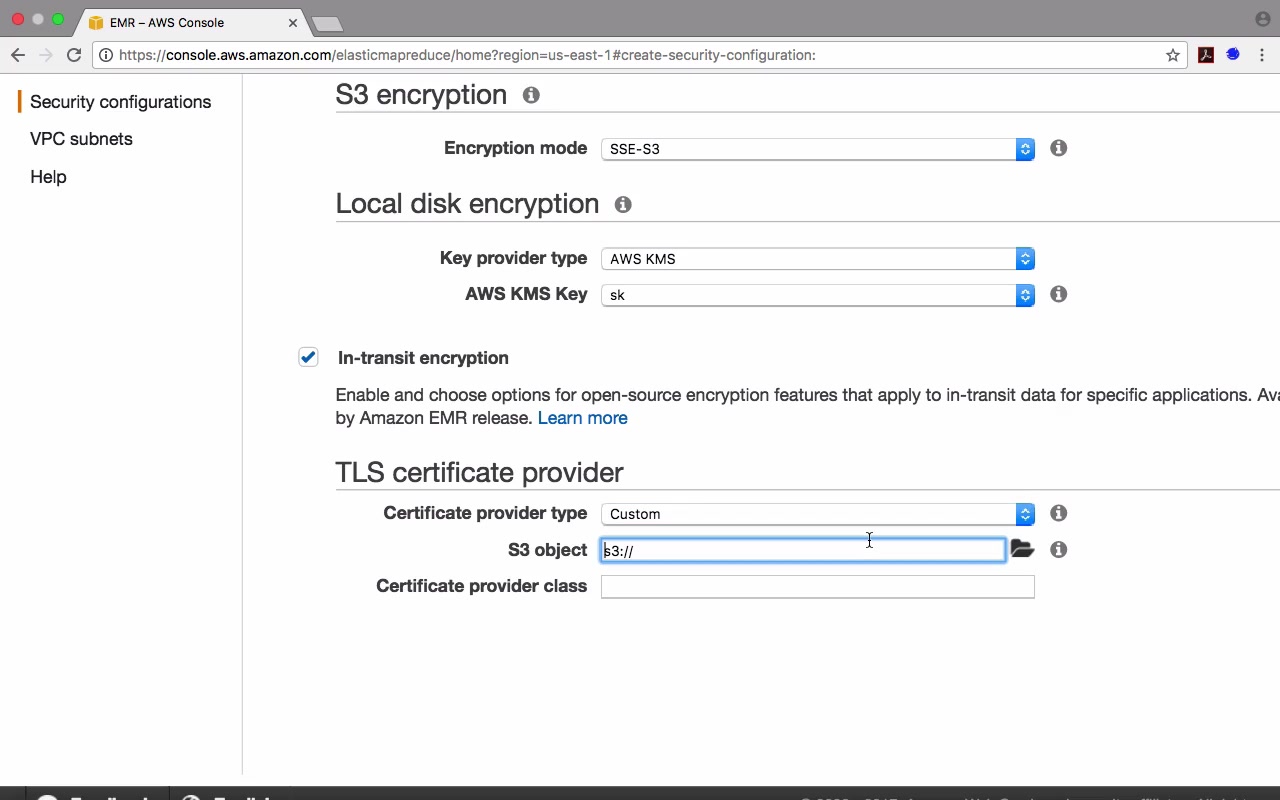 EMR – AWS Console
https://console.aws.amazon.com/elasticmapreduce/home?region=us-east-1#create-security-configuration:
Security configurations
VPC subnets
Help
S3 encryption
Encryption mode SSE-S3
Local disk encryption
Key provider type AWS KMS
AWS KMS Key sk
In-transit encryption
Enable and choose options for open-source encryption features that apply to in-transit data for specific applications.
by Amazon EMR release. Learn more
TLS certificate provider
Certificate provider type Custom
S3 object s3://
Certificate provider class